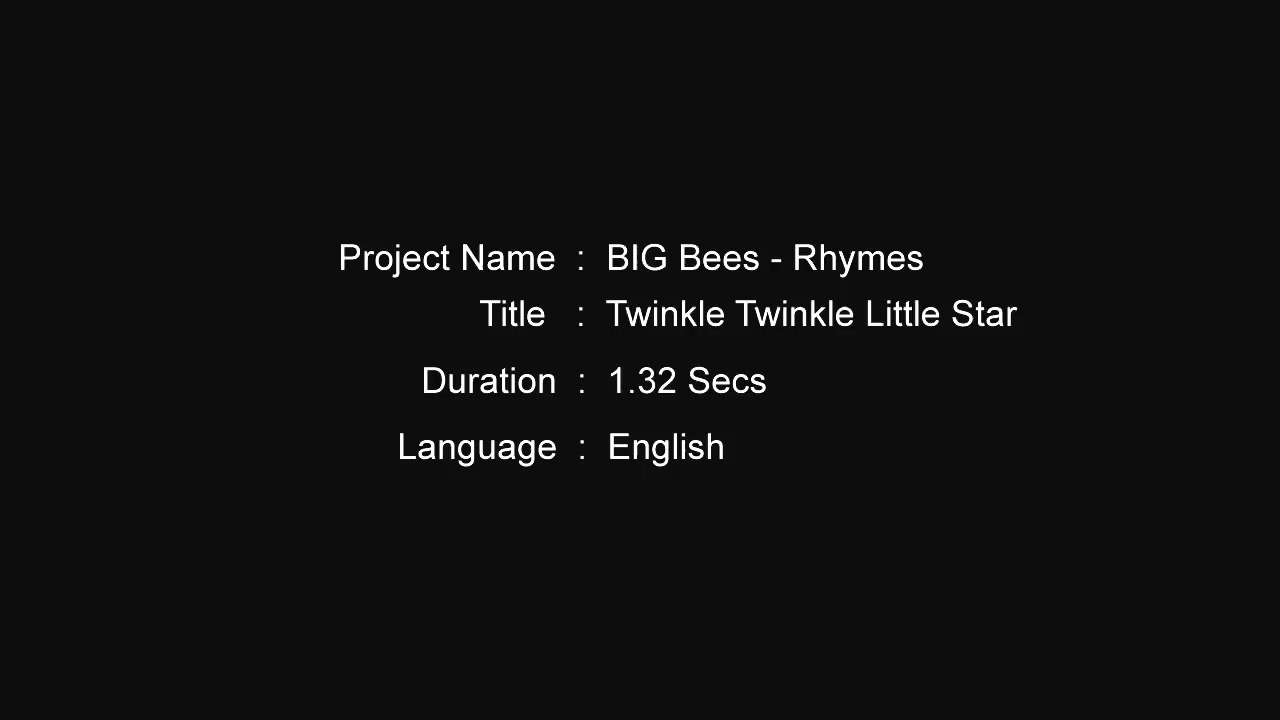 Project Name : BIG Bees - Rhymes
Title : Twinkle Twinkle Little Star
Duration : 1.32 Secs
Language : English